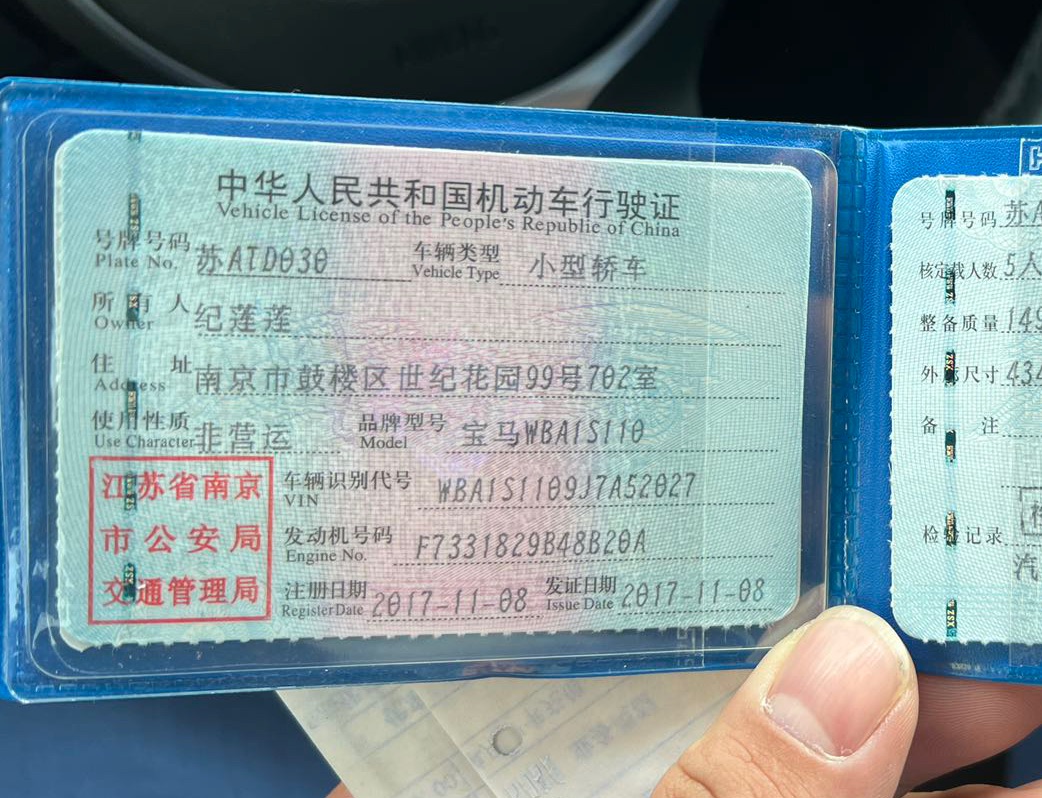 中华人民共和国机动车行驶证
Vehicle License of the People's Republic of China
号牌号码 苏ATD030 车辆类型 小型轿车
Plate No. Vehicle Type
所有人 纪莲莲
Owner
住址 南京市鼓楼区世纪花园99号702室
Address
使用性质 非营运 品牌型号 宝马WBA1S110
Use Character Model
江苏省南京
市公安局
交通管理局
车辆识别代号 WBA1S1109J7A52027
VIN
发动机号码 F7331829B48B20A
Engine No.
注册日期 2017-11-08 发证日期 2017-11-08
Register Date Issue Date
号牌号码 苏A
核定载人数 5人
整备质量 149
外廓尺寸 434
备注
检验记录